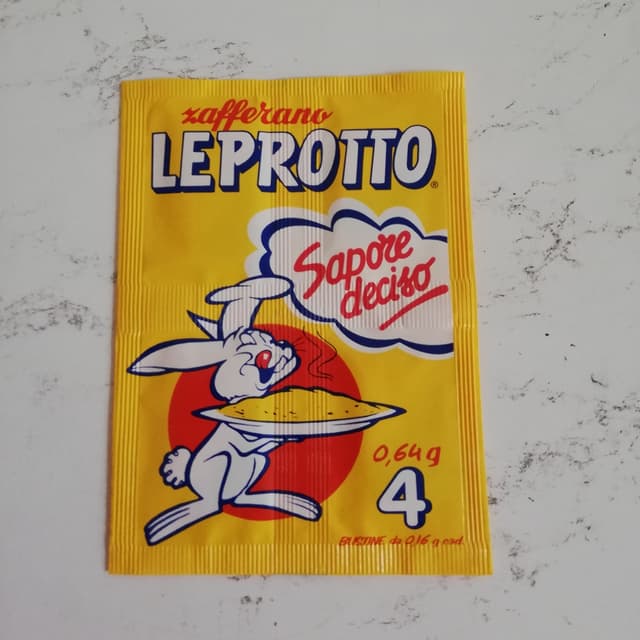 zafferano
LEPROTTO®
Sapore
deciso
0,64g
4
BUSTINE da 0,16 g cad.